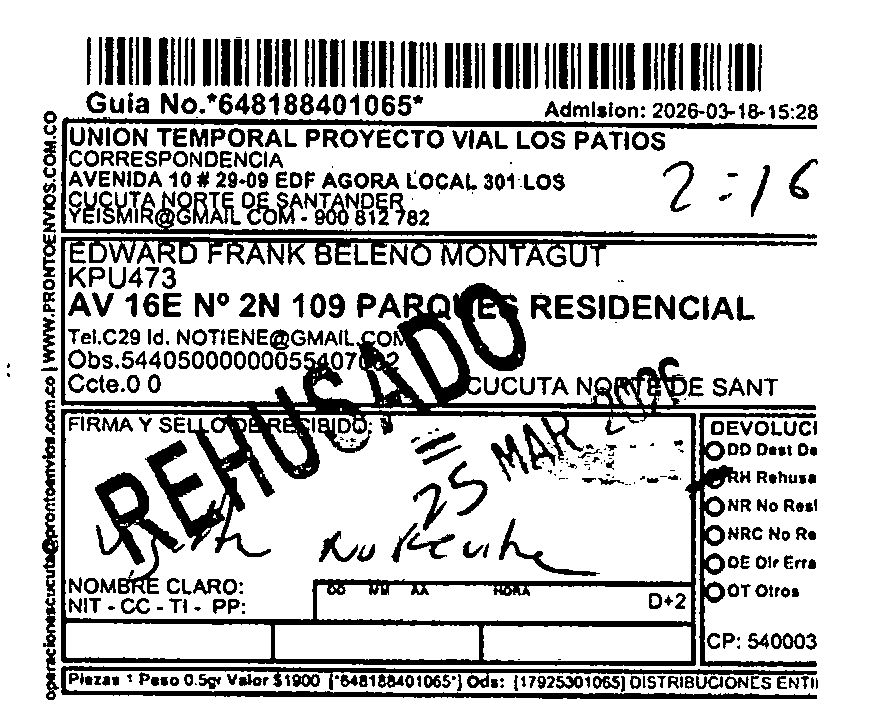 Guia No.*648188401065*
Admision: 2026-03-18-15:28
UNION TEMPORAL PROYECTO VIAL LOS PATIOS
CORRESPONDENCIA
AVENIDA 10 # 29-09 EDF AGORA LOCAL 301 LOS
CUCUTA NORTE DE SANTANDER
YEISMIR@GMAIL COM - 900 812 782
2:16
EDWARD FRANK BELENO MONTAGUT
KPU473
AV 16E Nº 2N 109 PARQUES RESIDENCIAL
Tel.C29 Id. NOTIENE@GMAIL.COM
Obs.54405000000055407002
Ccte.0 0
CUCUTA NORTE DE SANT
REHUSADO
25 MAR 2026
FIRMA Y SELLO DE RECIBIDO:
No Recibe
NOMBRE CLARO:
NIT - CC - TI - PP:
DD MM AA HORA
D+2
DEVOLUCI
DD Dest De
RH Rehusa
NR No Resi
NRC No Re
DE Dir Erra
OT Otros
CP: 540003
Piezas 1 Peso 0.5gr Valor $1900 (*648188401065*) Ods: (17925301065) DISTRIBUCIONES ENTI
operacionescucuta@prontoenvios.com.co | WWW.PRONTOENVIOS.COM.CO